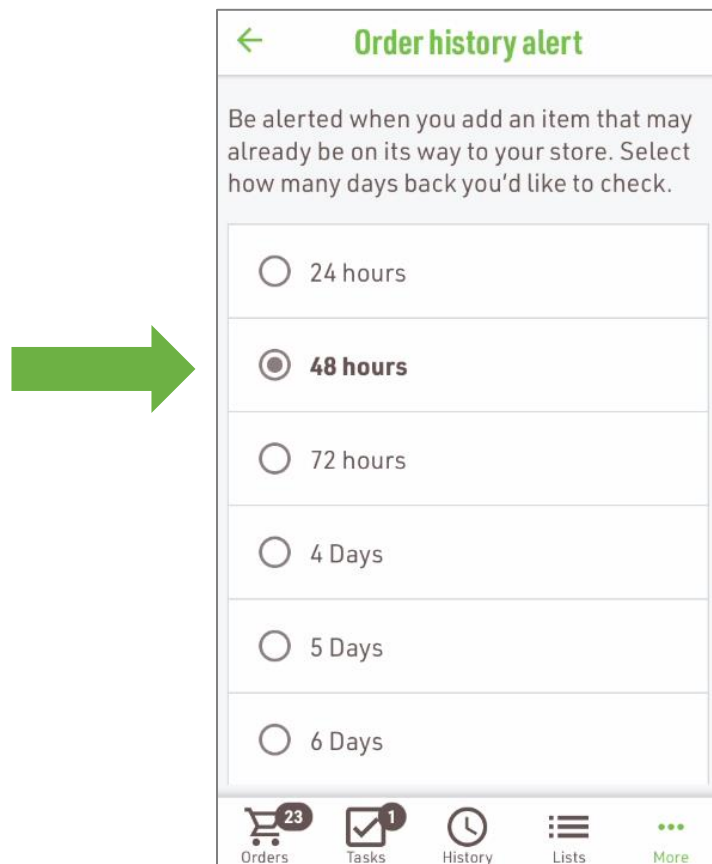 Order history alert
Be alerted when you add an item that may
already be on its way to your store. Select
how many days back you’d like to check.
24 hours
48 hours
72 hours
4 Days
5 Days
6 Days
23
1
Orders
Tasks
History
Lists
More